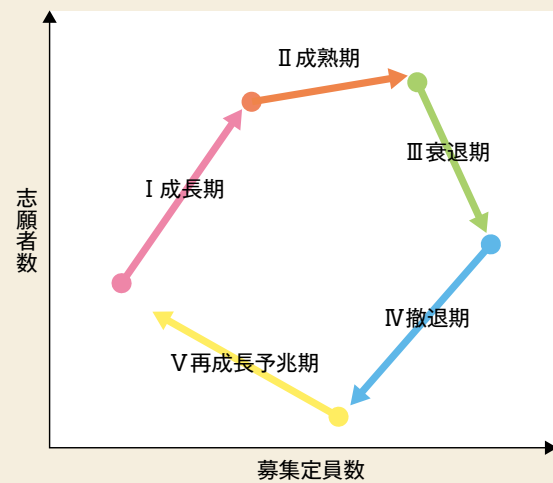 Ⅱ成熟期
Ⅲ衰退期
Ⅰ成長期
志願者数
Ⅳ撤退期
Ⅴ再成長予兆期
募集定員数